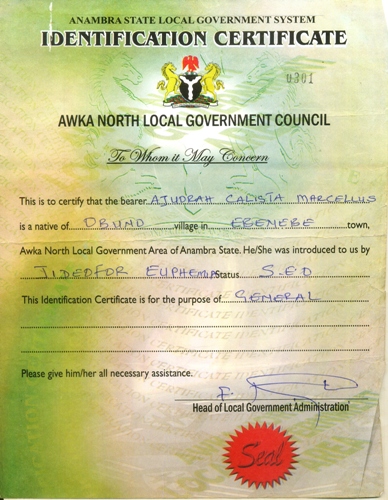 ANAMBRA STATE LOCAL GOVERNMENT SYSTEM
IDENTIFICATION CERTIFICATE
0301
AWKA NORTH LOCAL GOVERNMENT COUNCIL
To Whom it May Concern
This is to certify that the bearer AJUDRAH CALISTA MARCELLUS
is a native of OBUNO village in EBENEBE town,
Awka North Local Government Area of Anambra State. He/She was introduced to us by
JIDEOFOR EUPHEMIA Status S.E.O
This Identification Certificate is for the purpose of GENERAL
Please give him/her all necessary assistance.
Head of Local Government Administration
Seal